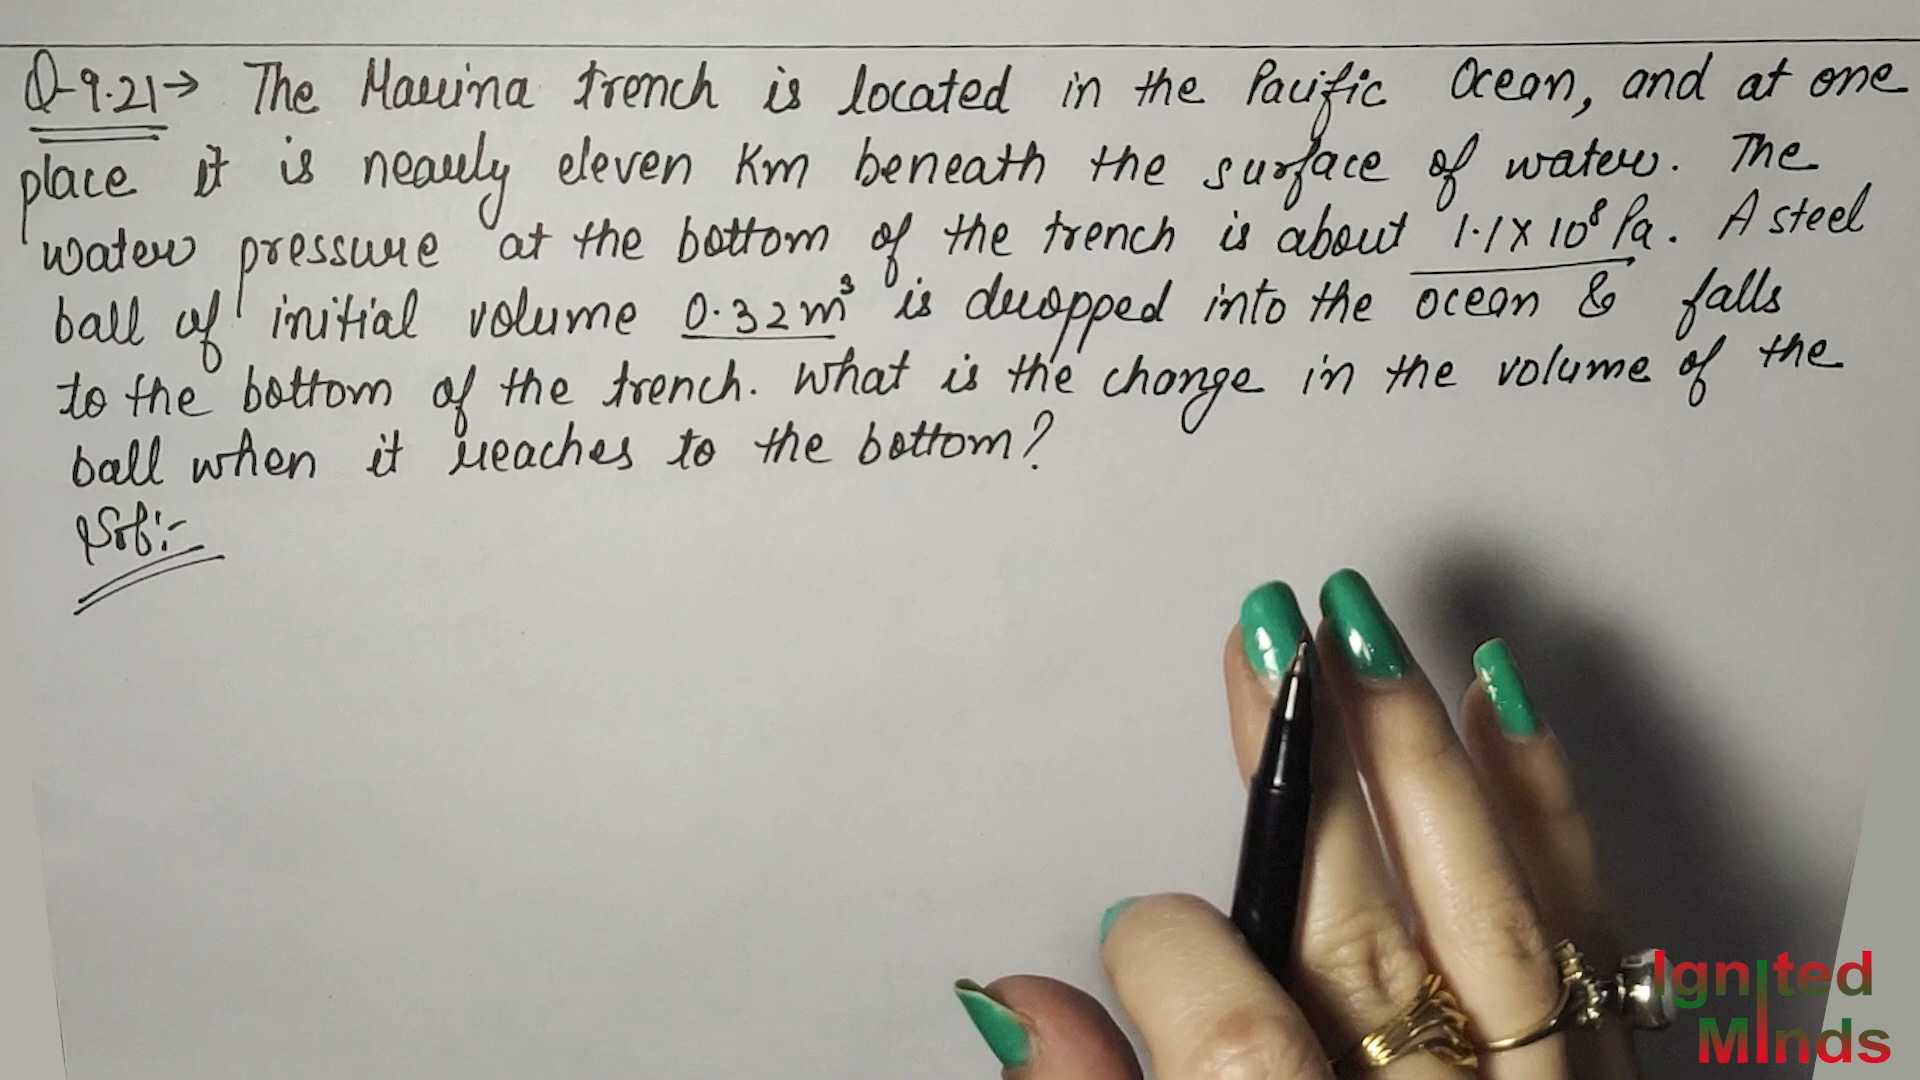 Q-9.21→ The Marina trench is located in the Pacific Ocean, and at one
place it is nearly eleven Km beneath the surface of water. The
water pressure at the bottom of the trench is about 1.1 x 10⁸ Pa. A steel
ball of initial volume 0.32 m³ is dropped into the ocean & falls
to the bottom of the trench. What is the change in the volume of the
ball when it reaches to the bottom?
Sol:-
Ignited
Minds